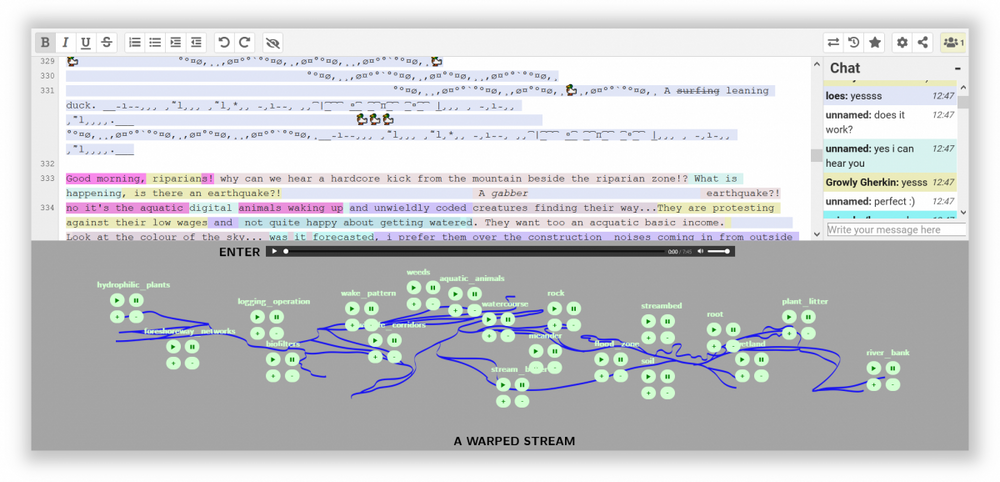 B I U S
1
329 °º¤ø,¸¸,ø¤º°`°º¤ø,¸,ø¤°º¤ø,¸¸,ø¤º°`°º¤ø,¸
330 °º¤ø,¸¸,ø¤º°`°º¤ø,¸,ø¤°º¤ø,¸¸,ø¤º°`°º¤ø,¸
331 °º¤ø,¸¸,ø¤º°`°º¤ø,¸ ,ø¤°º¤ø,¸¸,ø¤º°`°º¤ø,¸ A surfing leaning
duck.
332
333 Good morning, riparians! why can we hear a hardcore kick from the mountain beside the riparian zone!? What is
happening, is there an earthquake?! A gabber earthquake?!
334 no it's the aquatic digital animals waking up and unwieldly coded creatures finding their way...They are protesting
against their low wages and not quite happy about getting watered. They want too an acquatic basic income.
Look at the colour of the sky... was it forecasted, i prefer them over the construction noises coming in from outside
Chat -
loes: yessss 12:47
unnamed: does it work? 12:47
unnamed: yes i can hear you 12:47
Growly Gherkin: yesss 12:47
unnamed: perfect :) 12:47
Write your message here
ENTER
0:00
weeds
aquatic_animals
hydrophilic_plants
wake_pattern
rock
logging_operation
watercourse
streambed
plant_litter
root
foreshoreway_networks
corridors
meander
biofilters
flood_zone
wetland
river_bank
soil
stream_
A WARPED STREAM